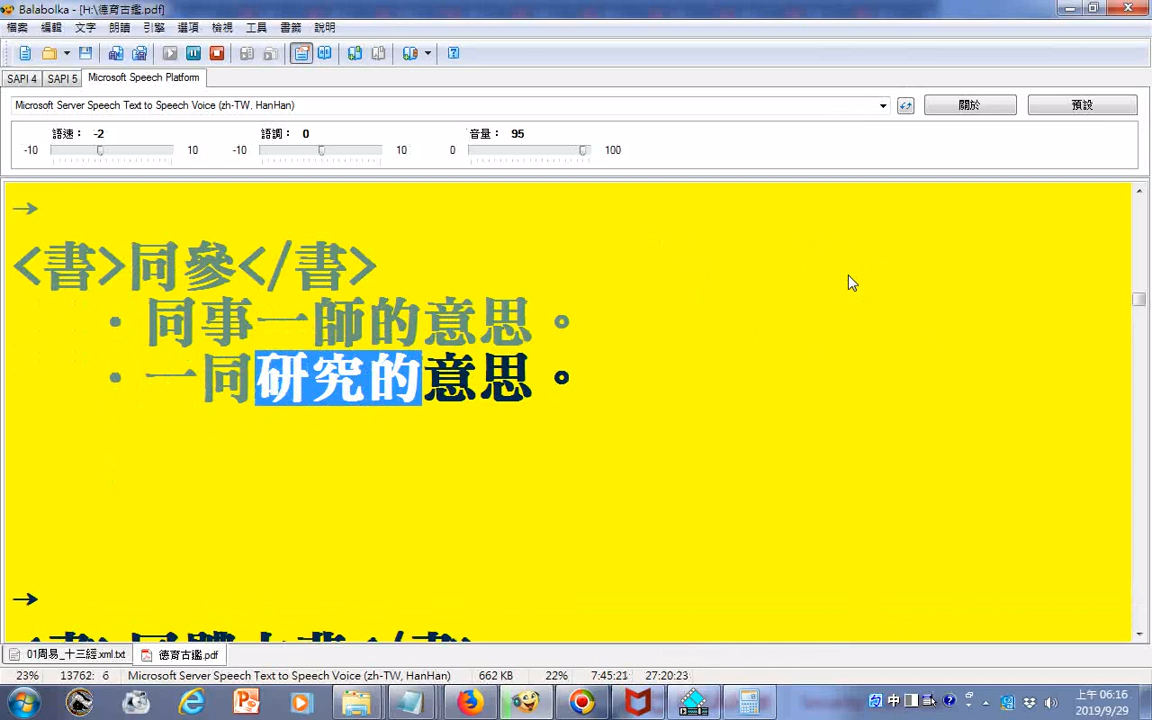 Balabolka - [H:\德育古鑑.pdf]
檔案 編輯 文字 朗讀 引擎 選項 檢視 工具 書籤 說明
SAPI 4 SAPI 5 Microsoft Speech Platform
Microsoft Server Speech Text to Speech Voice (zh-TW, HanHan) 關於 預設
語速： -2 語調： 0 音量： 95
-10 10 -10 10 0 100
→
<書>同參</書>
・同事一師的意思。
・一同研究的意思。
→
01周易_十三經.xml.txt 德育古鑑.pdf
23% 13762: 6 Microsoft Server Speech Text to Speech Voice (zh-TW, HanHan) 662 KB 22% 7:45:21 27:20:23
中 上午 06:16
2019/9/29